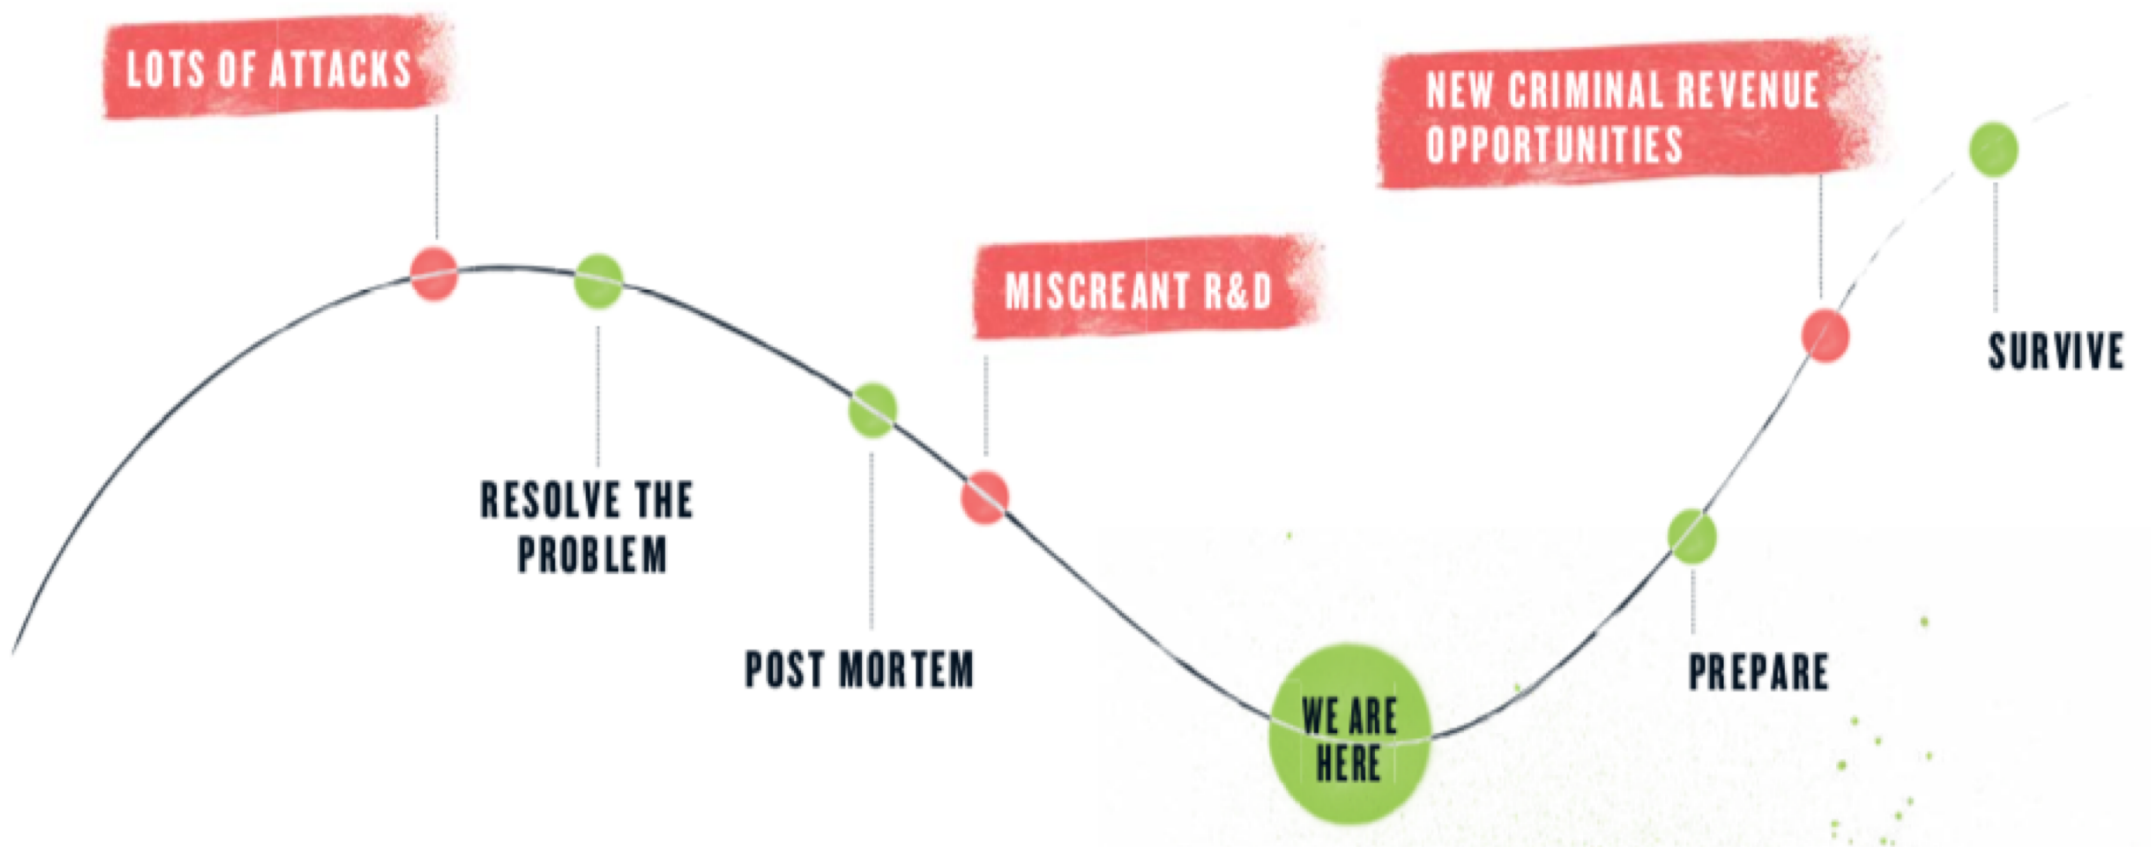 LOTS OF ATTACKS
NEW CRIMINAL REVENUE
OPPORTUNITIES
MISCREANT R&D
SURVIVE
RESOLVE THE
PROBLEM
POST MORTEM
PREPARE
WE ARE
HERE